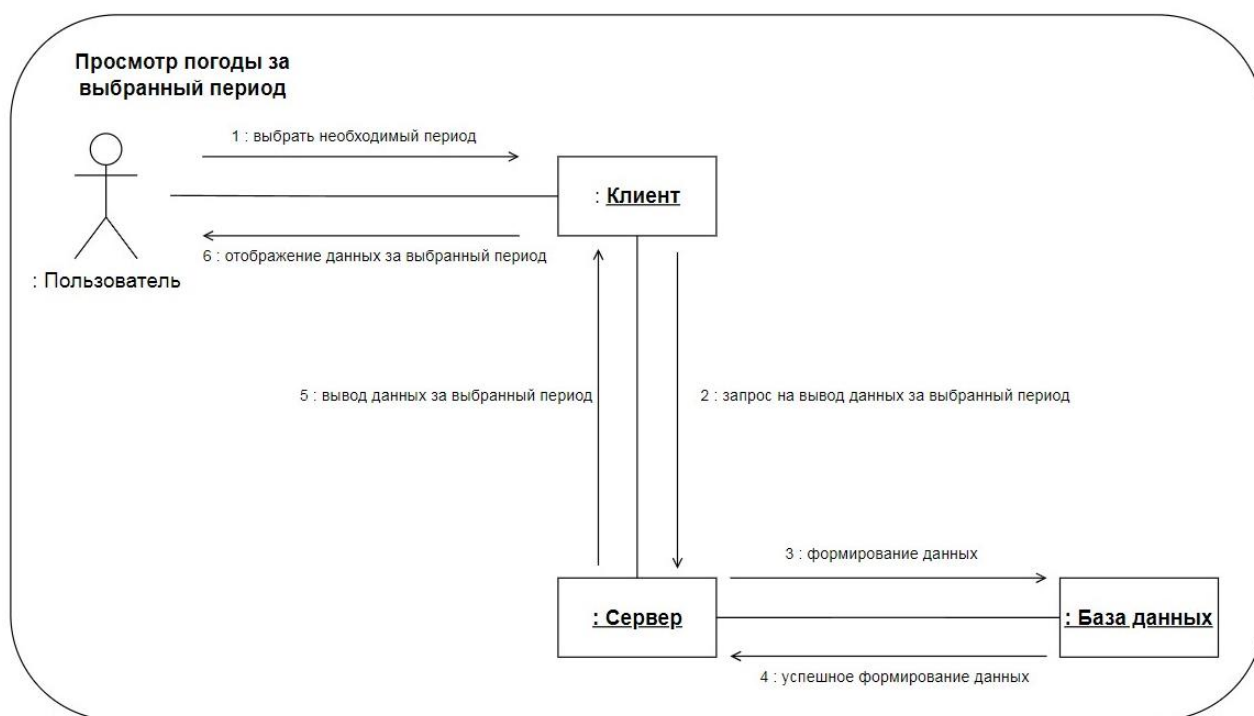 Просмотр погоды за
выбранный период
1 : выбрать необходимый период
: Клиент
6 : отображение данных за выбранный период
: Пользователь
5 : вывод данных за выбранный период
2 : запрос на вывод данных за выбранный период
3 : формирование данных
: Сервер
: База данных
4 : успешное формирование данных